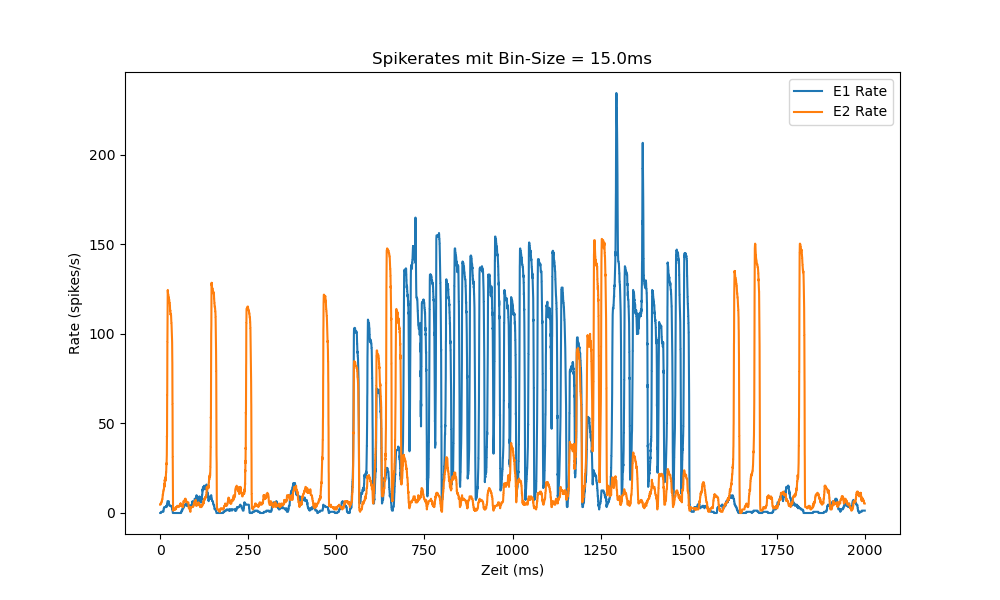 Spikerates mit Bin-Size = 15.0ms
E1 Rate
E2 Rate
200
150
100
50
0
Rate (spikes/s)
0 250 500 750 1000 1250 1500 1750 2000
Zeit (ms)